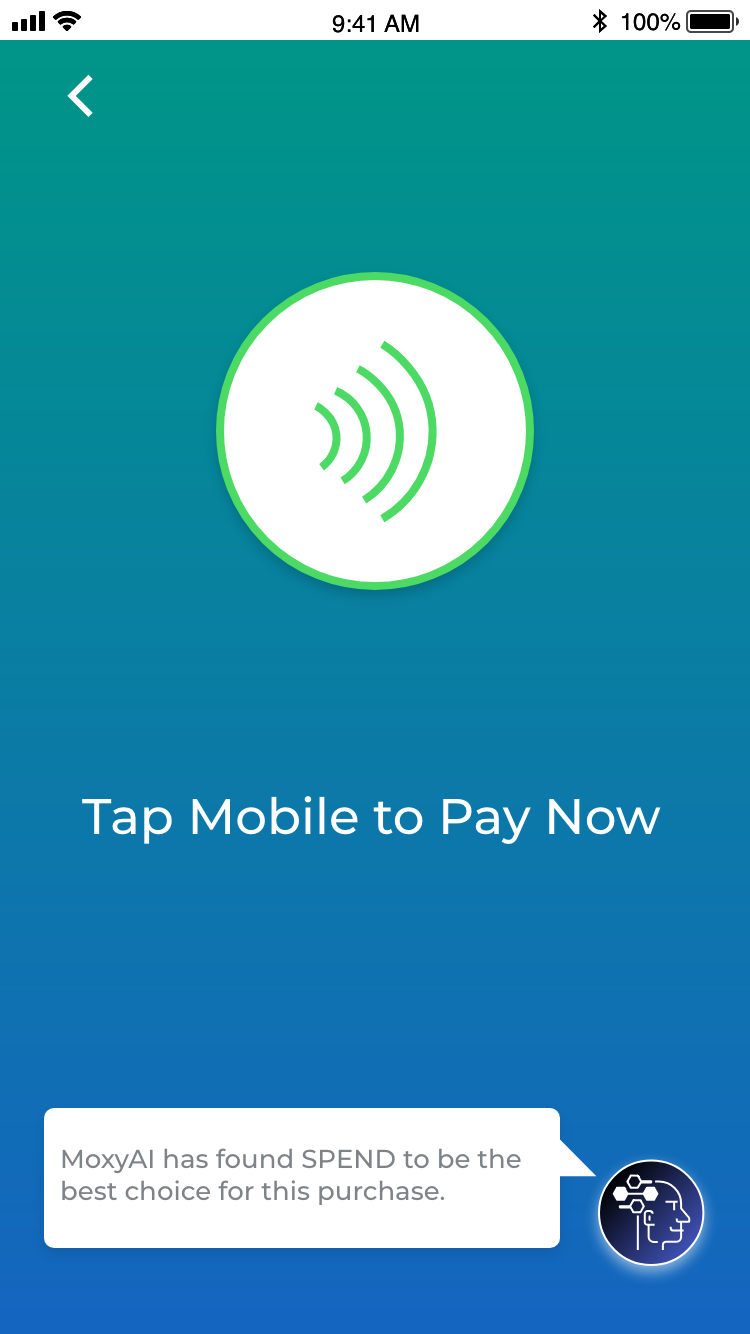 9:41 AM
100%
Tap Mobile to Pay Now
MoxyAI has found SPEND to be the
best choice for this purchase.